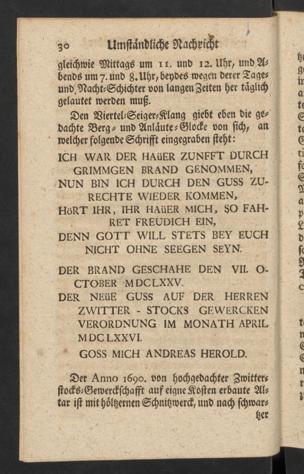 30 Umständliche Nachricht
gleichwie Mittags um 11. und 12. Uhr, und A-
bends um 7. und 8. Uhr, beydes wegen derer Tage-
und Nacht-Schichter von langen Zeiten her täglich
gelautet werden muß.
Den Viertel-Seiger-Klang giebt eben die ge-
dachte Berg- und Anläute-Glocke von sich, an
welcher folgende Schrifft eingegraben steht:
ICH WAR DER HAüER ZUNFFT DURCH
GRIMMGEN BRAND GENOMMEN,
NUN BIN ICH DURCH DEN GUSS ZU-
RECHTE WIEDER KOMMEN,
HöRT IHR, IHR HAüER MICH, SO FAH-
RET FREUDICH EIN,
DENN GOTT WILL STETS BEY EUCH
NICHT OHNE SEEGEN SEYN.
DER BRAND GESCHAHE DEN VII. O-
CTOBER MDCLXXV.
DER NEüE GUSS AUF DER HERREN
ZWITTER-STOCKS GEWERCKEN
VERORDNUNG IM MONATH APRIL
MDCLXXVI.
GOSS MICH ANDREAS HEROLD.
Der Anno 1690. von hochgedachter Zwitter-
stocks-Gewerckschafft auf eigne Kosten erbaute Al-
tar ist mit höltzernen Schnitzwerck, und nach schwar-
tzer